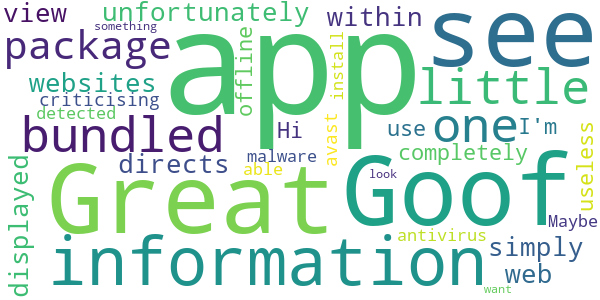 view
unfortunately
something
within
see
package
app
offline
install
little
websites
criticising
detected
bundled
Hi
use
one
I'm
directs
malware
able
avast
completely
useless
look
Great
Goof
Maybe
displayed
information
antivirus
simply
web
want